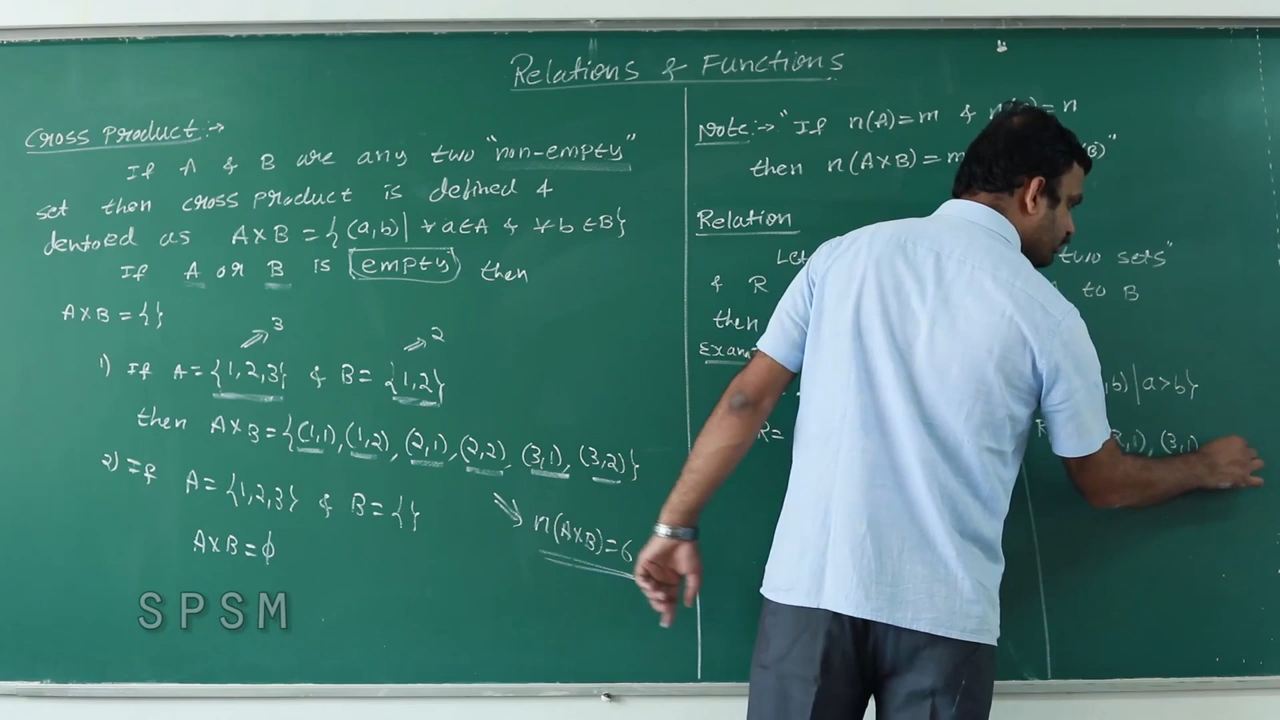 Relations & Functions
Cross Product :→
If A & B are any two "non-empty"
set then cross product is defined &
dentoed as A×B = {(a,b)| ∀ a∈A & ∀ b ∈B}
If A or B is empty then
A×B = {}
3
2
1) If A= {1,2,3} & B= {1,2}
then A×B= {(1,1),(1,2),(2,1),(2,2),(3,1),(3,2)}
2) If A= {1,2,3} & B= {}
n(A×B)=6
A×B=ϕ
SPSM
Note :→ "If n(A)=m & =n
then n(A×B) = m B)"
Relation
Let two sets"
& R to B
then
,b)|a>b}
R=
,1),(3,1)